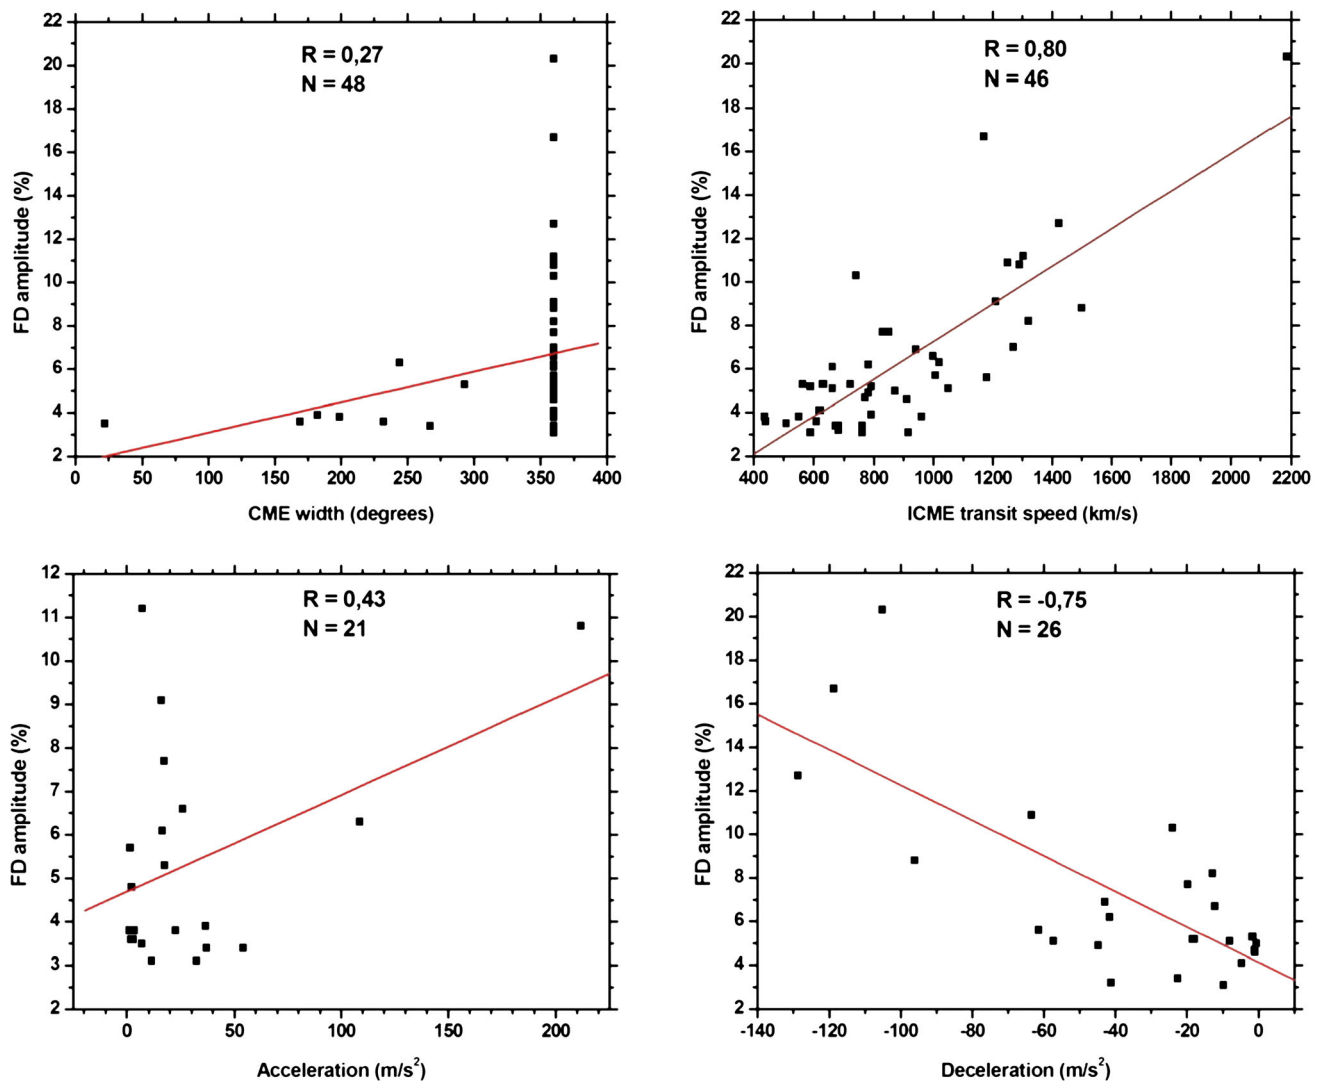 R = 0,27
N = 48
22
20
18
16
14
12
10
8
6
4
2
FD amplitude (%)
0 50 100 150 200 250 300 350 400
CME width (degrees)
R = 0,80
N = 46
22
20
18
16
14
12
10
8
6
4
2
FD amplitude (%)
400 600 800 1000 1200 1400 1600 1800 2000 2200
ICME transit speed (km/s)
R = 0,43
N = 21
12
11
10
9
8
7
6
5
4
3
2
FD amplitude (%)
0 50 100 150 200
Acceleration (m/s²)
R = -0,75
N = 26
22
20
18
16
14
12
10
8
6
4
2
FD amplitude (%)
-140 -120 -100 -80 -60 -40 -20 0
Deceleration (m/s²)